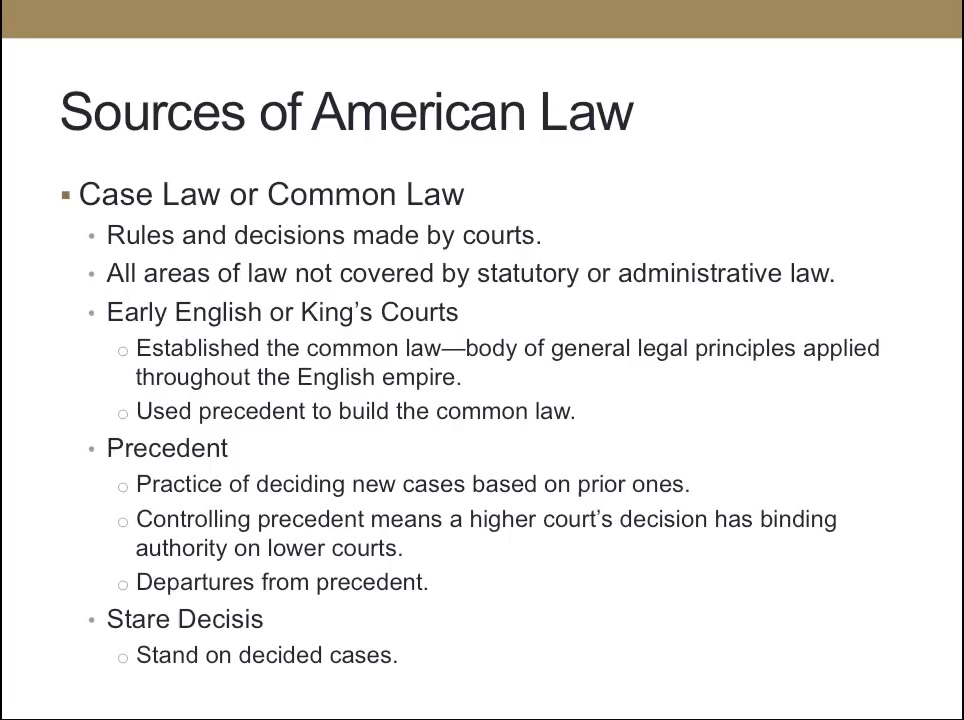 Sources of American Law
▪ Case Law or Common Law
• Rules and decisions made by courts.
• All areas of law not covered by statutory or administrative law.
• Early English or King’s Courts
○ Established the common law—body of general legal principles applied
throughout the English empire.
○ Used precedent to build the common law.
• Precedent
○ Practice of deciding new cases based on prior ones.
○ Controlling precedent means a higher court’s decision has binding
authority on lower courts.
○ Departures from precedent.
• Stare Decisis
○ Stand on decided cases.